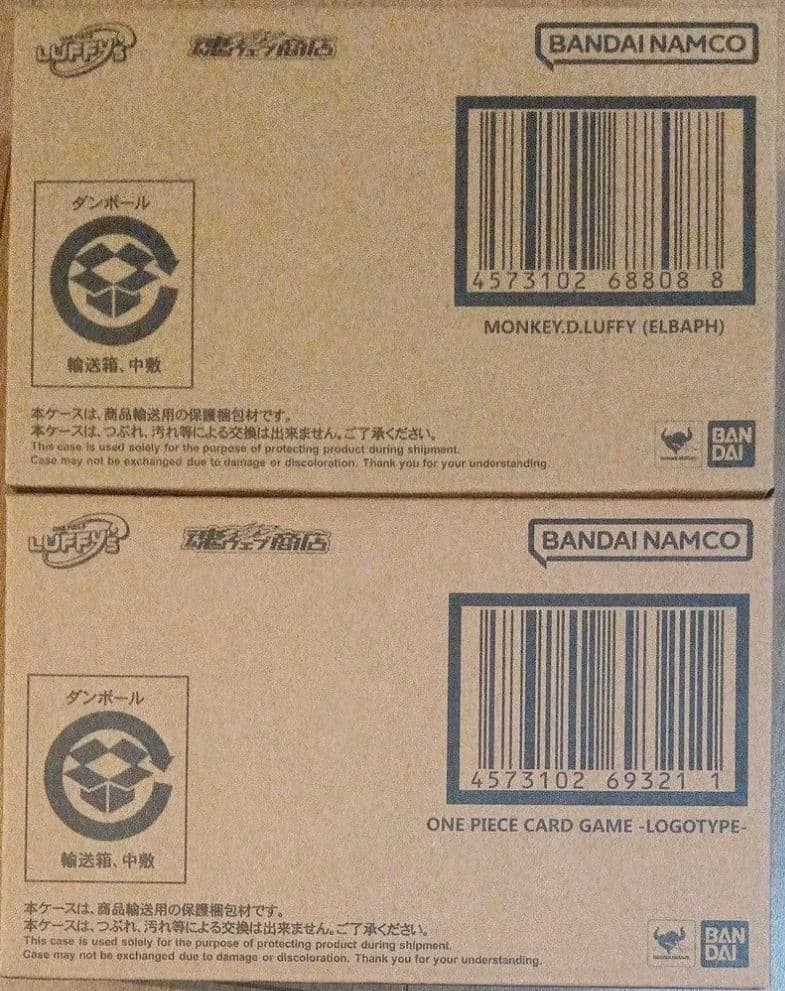 LUFFY's
魂ウェブ商店
BANDAI NAMCO
ダンボール
輸送箱、中敷
4573102 68808 8
MONKEY.D.LUFFY (ELBAPH)
本ケースは、商品輸送用の保護梱包材です。
本ケースは、つぶれ、汚れ等による交換は出来ません。ご了承ください。
This case is used solely for the purpose of protecting product during shipment.
Case may not be exchanged due to damage or discoloration. Thank you for your understanding.
BAN
DAI
ONE PIECE
LUFFY's
魂ウェブ商店
BANDAI NAMCO
ダンボール
輸送箱、中敷
4573102 69321 1
ONE PIECE CARD GAME -LOGOTYPE-
本ケースは、商品輸送用の保護梱包材です。
本ケースは、つぶれ、汚れ等による交換は出来ません。ご了承ください。
This case is used solely for the purpose of protecting product during shipment.
Case may not be exchanged due to damage or discoloration. Thank you for your understanding.
BAN
DAI